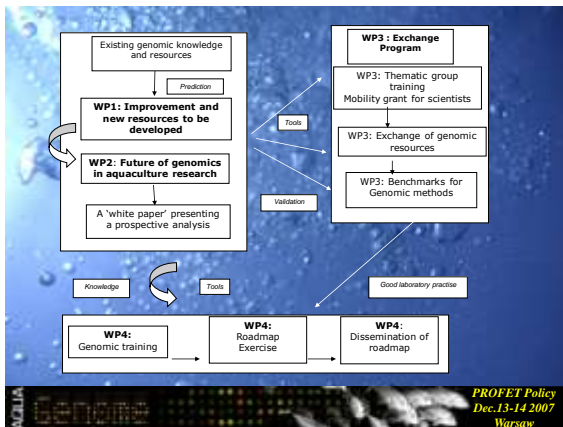 Existing genomic knowledge
and resources
Prediction
WP1: Improvement and
new resources to be
developed
WP2: Future of genomics
in aquaculture research
A ‘white paper’ presenting
a prospective analysis
Tools
Validation
WP3 : Exchange
Program
WP3: Thematic group
training
Mobility grant for scientists
WP3: Exchange of genomic
resources
WP3: Benchmarks for
Genomic methods
Knowledge
Tools
Good laboratory practise
WP4:
Genomic training
WP4:
Roadmap
Exercise
WP4:
Dissemination of
roadmap
AQUA
Genome
PROFET Policy
Dec.13-14 2007
Warsaw